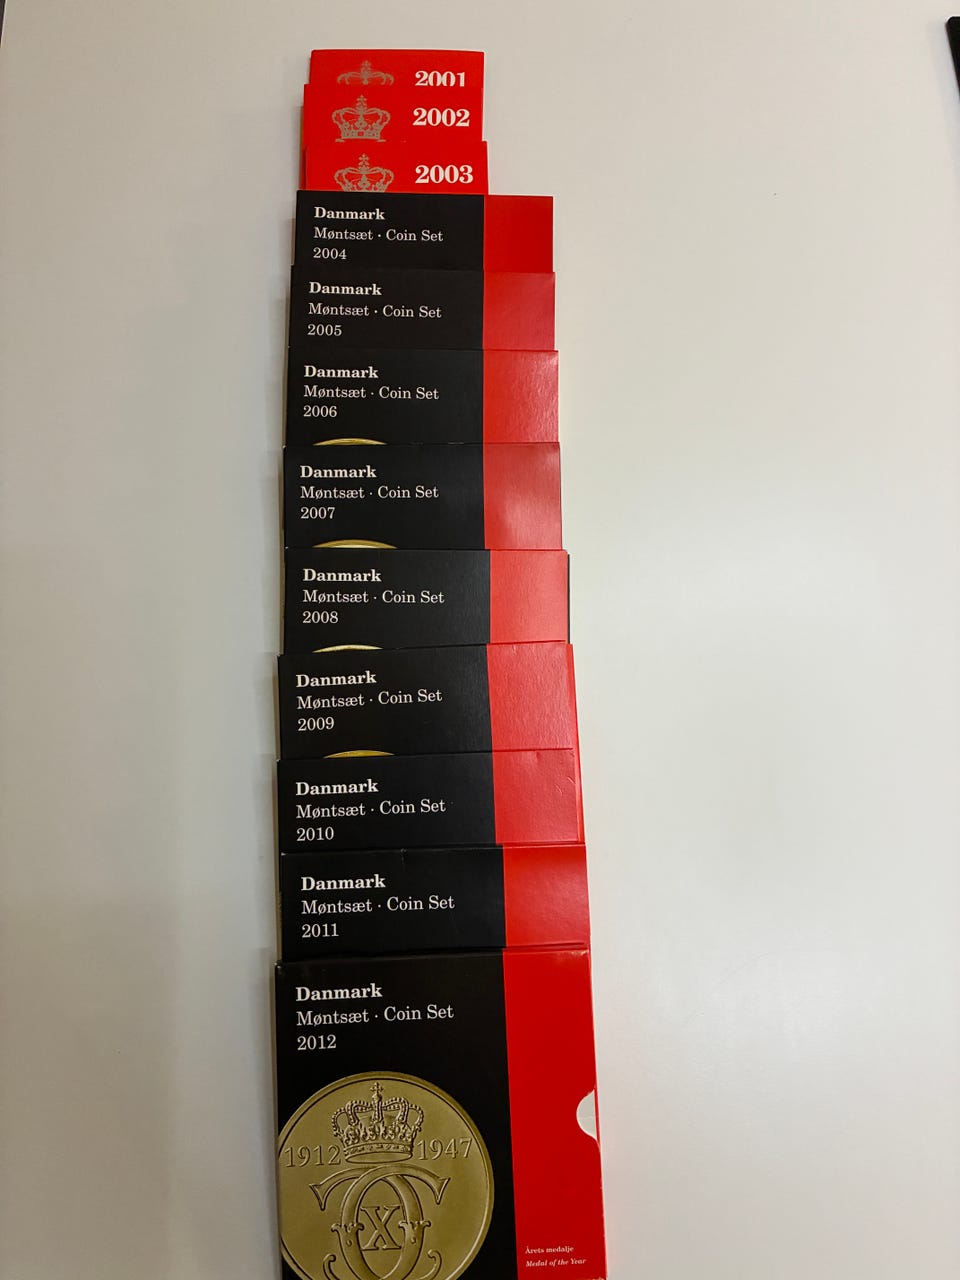 2001
2002
2003
Danmark
Møntsæt · Coin Set
2004
Danmark
Møntsæt · Coin Set
2005
Danmark
Møntsæt · Coin Set
2006
Danmark
Møntsæt · Coin Set
2007
Danmark
Møntsæt · Coin Set
2008
Danmark
Møntsæt · Coin Set
2009
Danmark
Møntsæt · Coin Set
2010
Danmark
Møntsæt · Coin Set
2011
Danmark
Møntsæt · Coin Set
2012
1912 1947
CX
Årets medalje
Medal of the Year